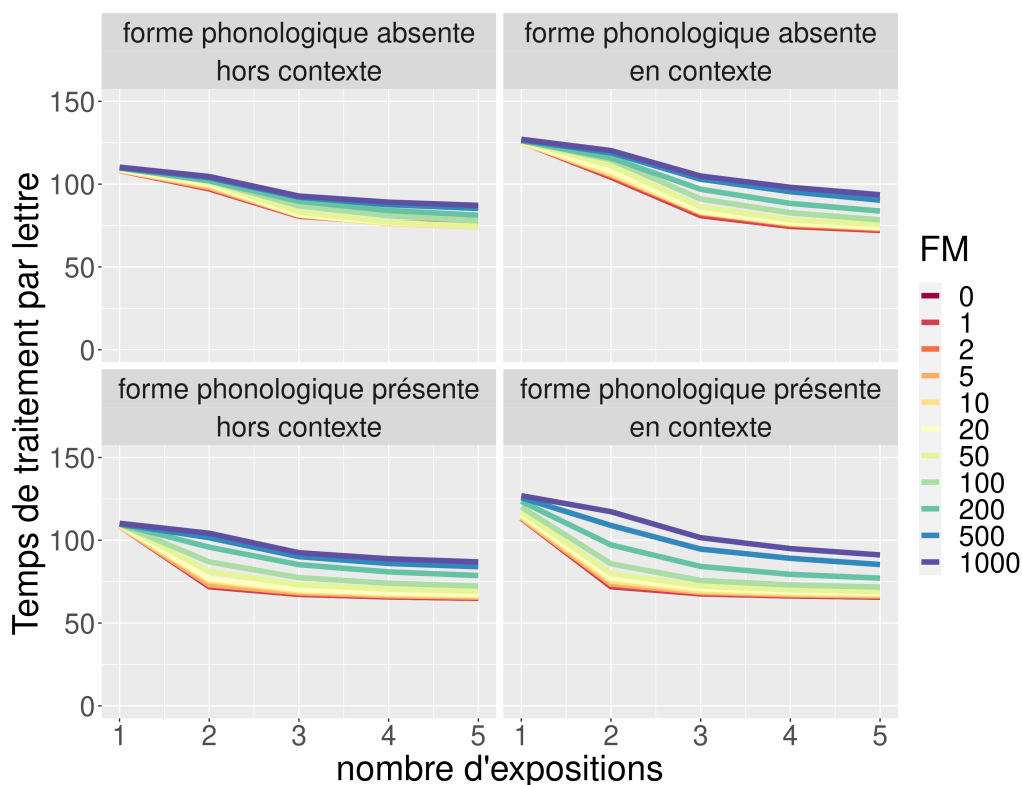 forme phonologique absente
hors contexte
forme phonologique absente
en contexte
150
100
50
0
forme phonologique présente
hors contexte
forme phonologique présente
en contexte
150
100
50
0
1 2 3 4 5
1 2 3 4 5
nombre d'expositions
Temps de traitement par lettre
FM
0
1
2
5
10
20
50
100
200
500
1000